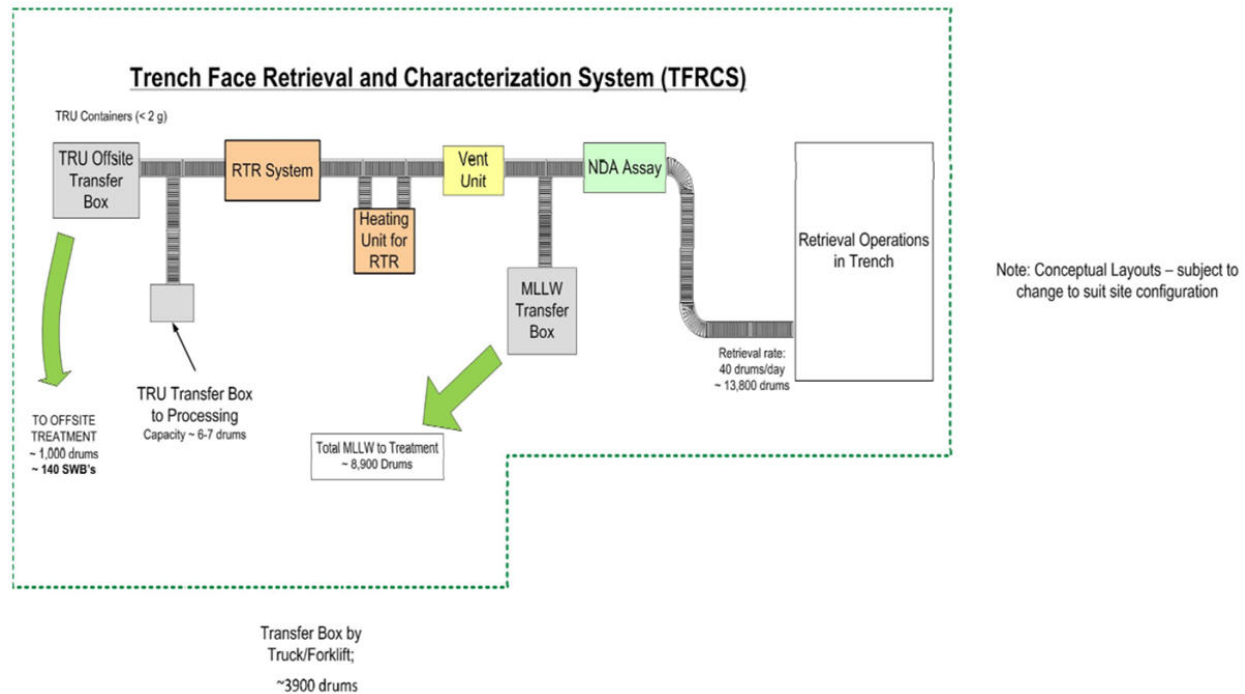 Trench Face Retrieval and Characterization System (TFRCS)
TRU Containers (< 2 g)
TRU Offsite
Transfer
Box
RTR System
Vent
Unit
NDA Assay
Heating
Unit for
RTR
Retrieval Operations
in Trench
MLLW
Transfer
Box
Note: Conceptual Layouts – subject to
change to suit site configuration
Retrieval rate:
40 drums/day
~ 13,800 drums
TRU Transfer Box
to Processing
Capacity ~ 6-7 drums
TO OFFSITE
TREATMENT
~ 1,000 drums
~ 140 SWB's
Total MLLW to Treatment
~ 8,900 Drums
Transfer Box by
Truck/Forklift;
~3900 drums